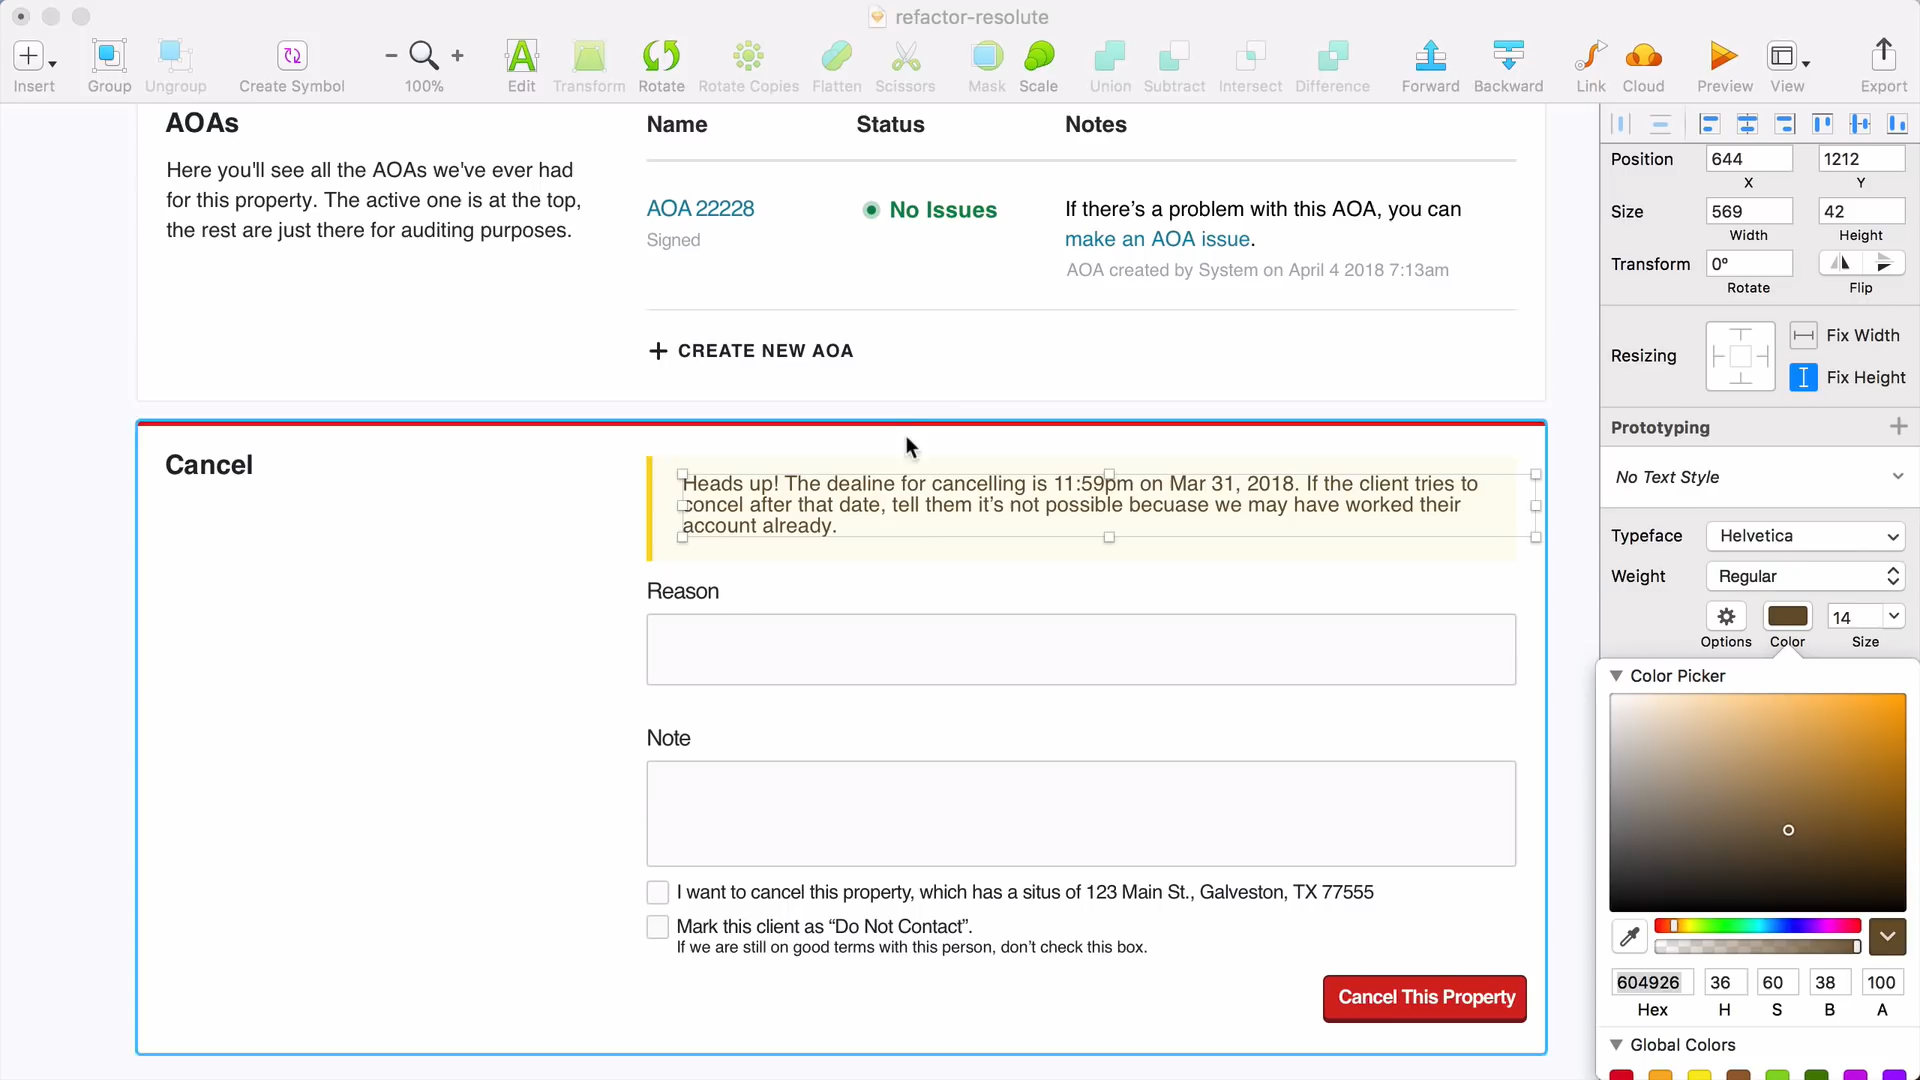 refactor-resolute
Insert
Group
Ungroup
Create Symbol
100%
Edit
Transform
Rotate
Rotate Copies
Flatten
Scissors
Mask
Scale
Union
Subtract
Intersect
Difference
Forward
Backward
Link
Cloud
Preview
View
Export
AOAs
Here you'll see all the AOAs we've ever had
for this property. The active one is at the top,
the rest are just there for auditing purposes.
Name Status Notes
AOA 22228
Signed
No Issues
If there’s a problem with this AOA, you can
make an AOA issue.
AOA created by System on April 4 2018 7:13am
CREATE NEW AOA
Cancel
Heads up! The dealine for cancelling is 11:59pm on Mar 31, 2018. If the client tries to
concel after that date, tell them it’s not possible becuase we may have worked their
account already.
Reason
Note
I want to cancel this property, which has a situs of 123 Main St., Galveston, TX 77555
Mark this client as “Do Not Contact”.
If we are still on good terms with this person, don’t check this box.
Cancel This Property
Position 644 1212
X Y
Size 569 42
Width Height
Transform 0°
Rotate Flip
Resizing
Fix Width
Fix Height
Prototyping
No Text Style
Typeface Helvetica
Weight Regular
14
Options Color Size
Color Picker
604926 36 60 38 100
Hex H S B A
Global Colors